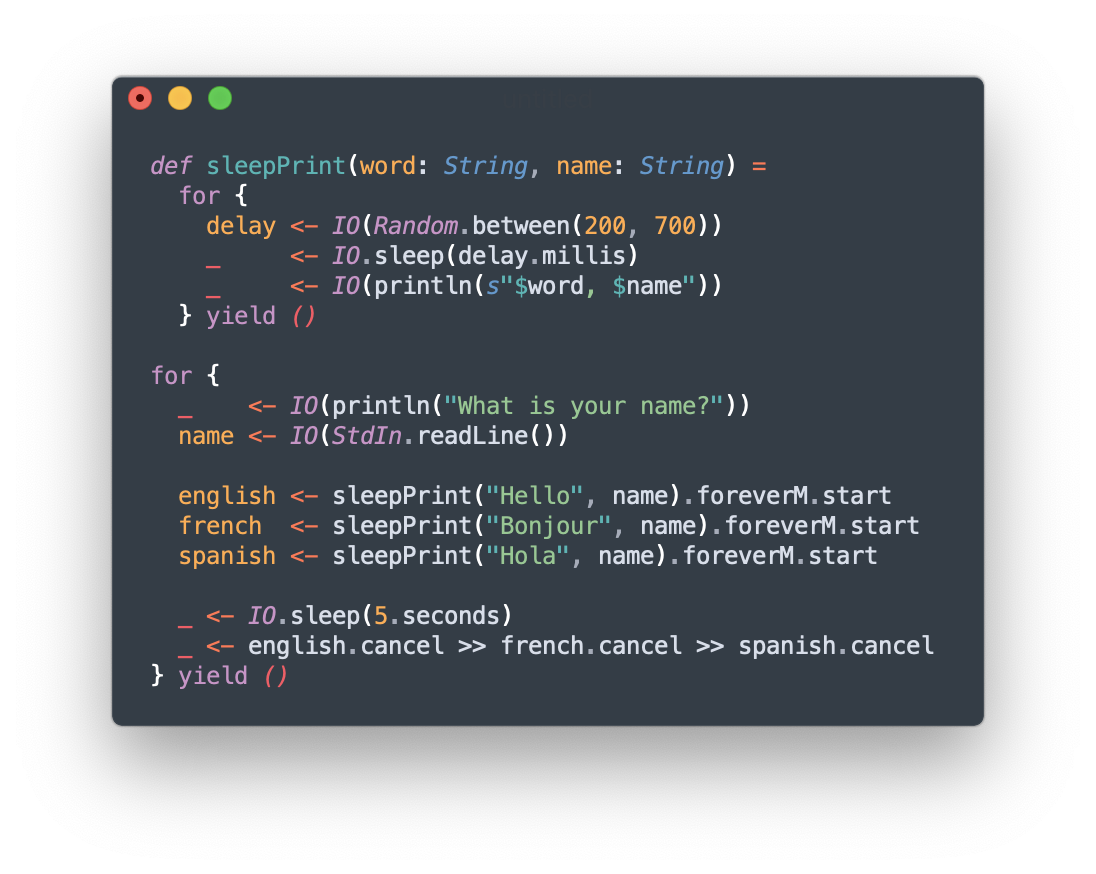 def sleepPrint(word: String, name: String) =
  for {
    delay <- IO(Random.between(200, 700))
    _     <- IO.sleep(delay.millis)
    _     <- IO(println(s"$word, $name"))
  } yield ()

for {
  _    <- IO(println("What is your name?"))
  name <- IO(StdIn.readLine())

  english <- sleepPrint("Hello", name).foreverM.start
  french  <- sleepPrint("Bonjour", name).foreverM.start
  spanish <- sleepPrint("Hola", name).foreverM.start

  _ <- IO.sleep(5.seconds)
  _ <- english.cancel >> french.cancel >> spanish.cancel
} yield ()